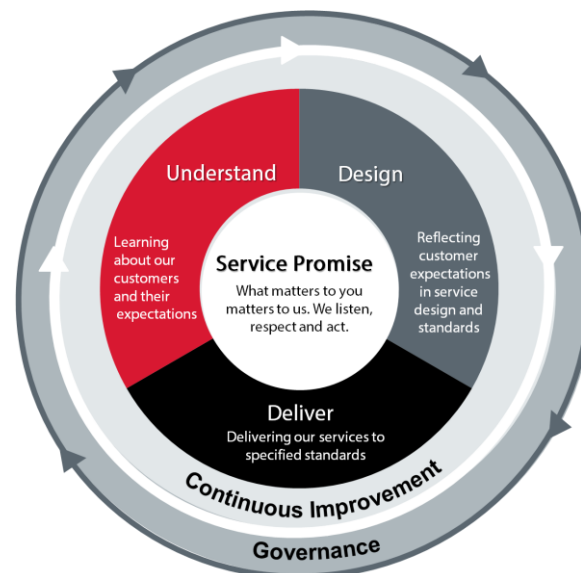 Understand
Learning
about our
customers
and their
expectations
Design
Reflecting
customer
expectations
in service
design and
standards
Service Promise
What matters to you
matters to us. We listen,
respect and act.
Deliver
Delivering our services to
specified standards
Continuous Improvement
Governance